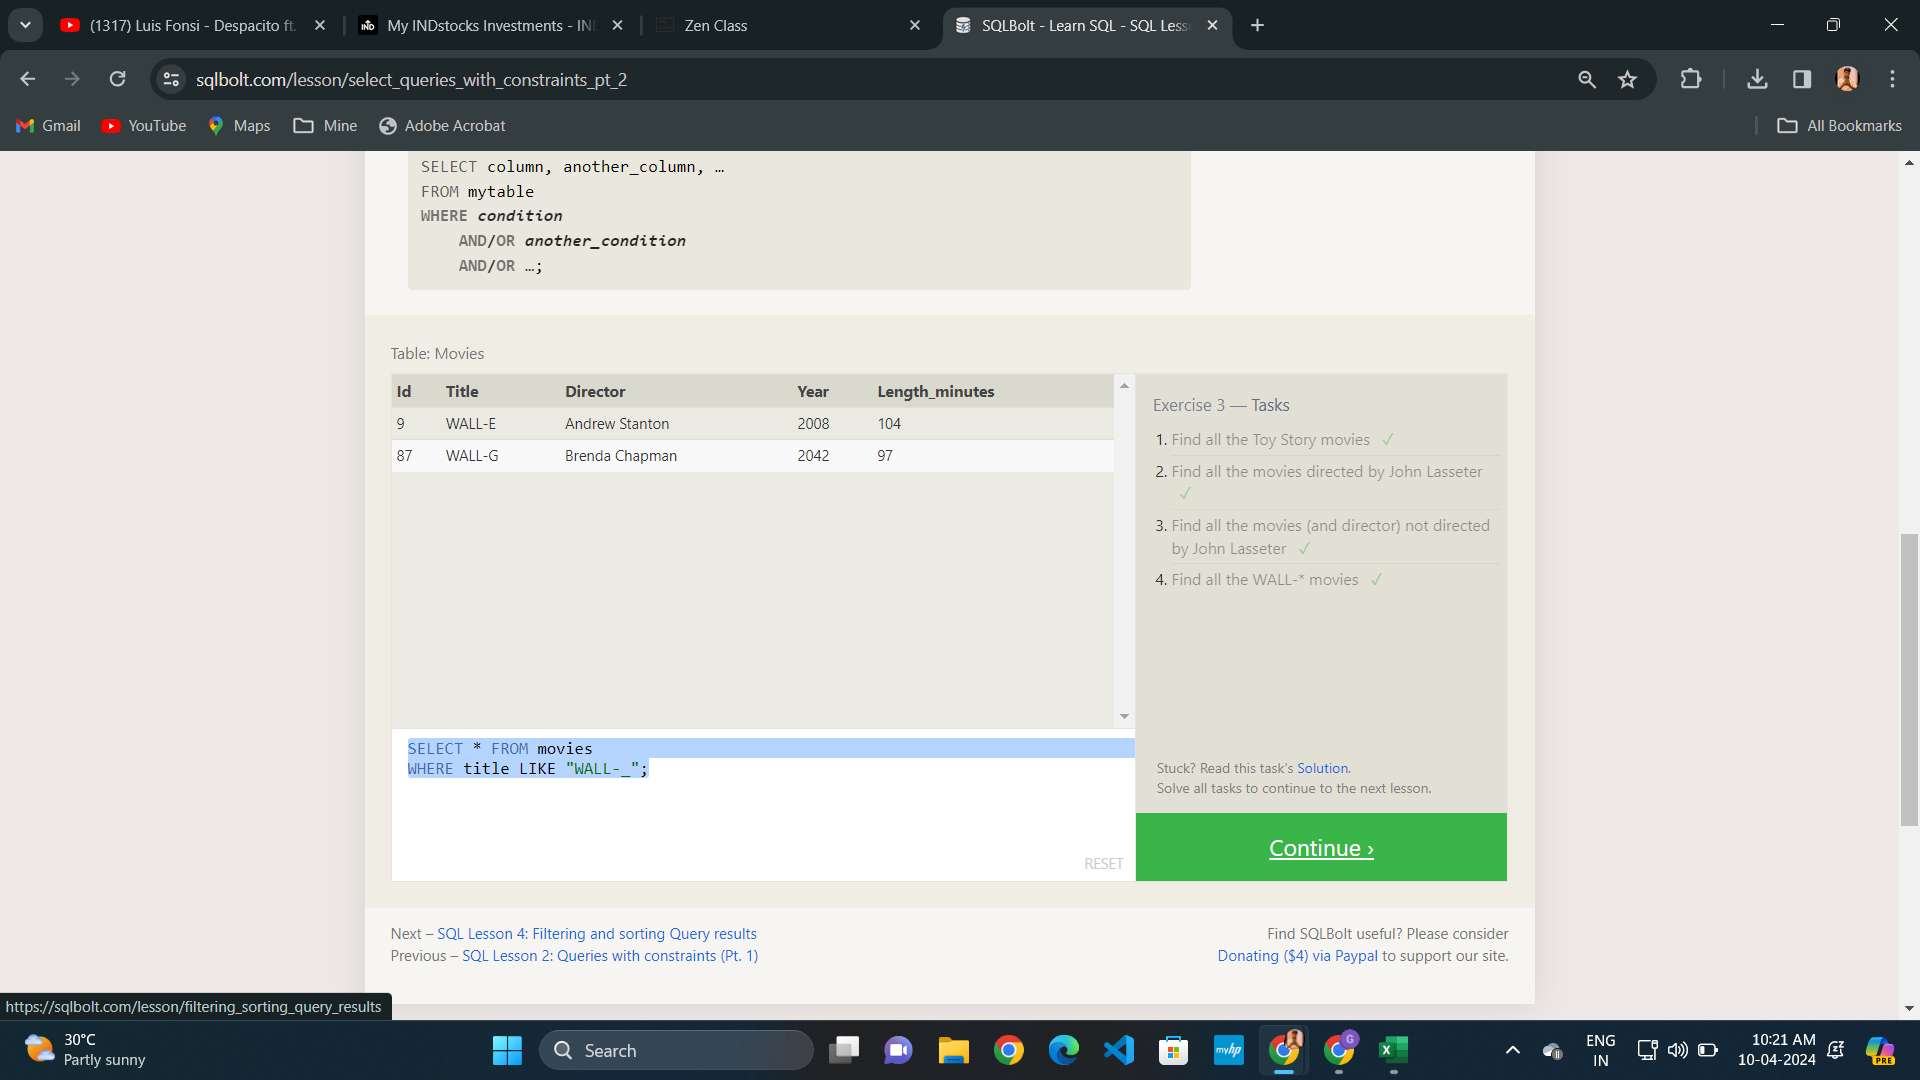 (1317) Luis Fonsi - Despacito ft.
My INDstocks Investments - IN
Zen Class
SQLBolt - Learn SQL - SQL Less
sqlbolt.com/lesson/select_queries_with_constraints_pt_2
Gmail
YouTube
Maps
Mine
Adobe Acrobat
All Bookmarks
SELECT column, another_column, …
FROM mytable
WHERE condition
AND/OR another_condition
AND/OR …;
Table: Movies
Id Title Director Year Length_minutes
9 WALL-E Andrew Stanton 2008 104
87 WALL-G Brenda Chapman 2042 97
SELECT * FROM movies
WHERE title LIKE "WALL-_";
RESET
Exercise 3 — Tasks
1. Find all the Toy Story movies ✓
2. Find all the movies directed by John Lasseter
✓
3. Find all the movies (and director) not directed
by John Lasseter ✓
4. Find all the WALL-* movies ✓
Stuck? Read this task's Solution.
Solve all tasks to continue to the next lesson.
Continue ›
Next – SQL Lesson 4: Filtering and sorting Query results
Previous – SQL Lesson 2: Queries with constraints (Pt. 1)
Find SQLBolt useful? Please consider
Donating ($4) via Paypal to support our site.
https://sqlbolt.com/lesson/filtering_sorting_query_results
30°C
Partly sunny
Search
myhp
G
ENG
IN
10:21 AM
10-04-2024
PRE